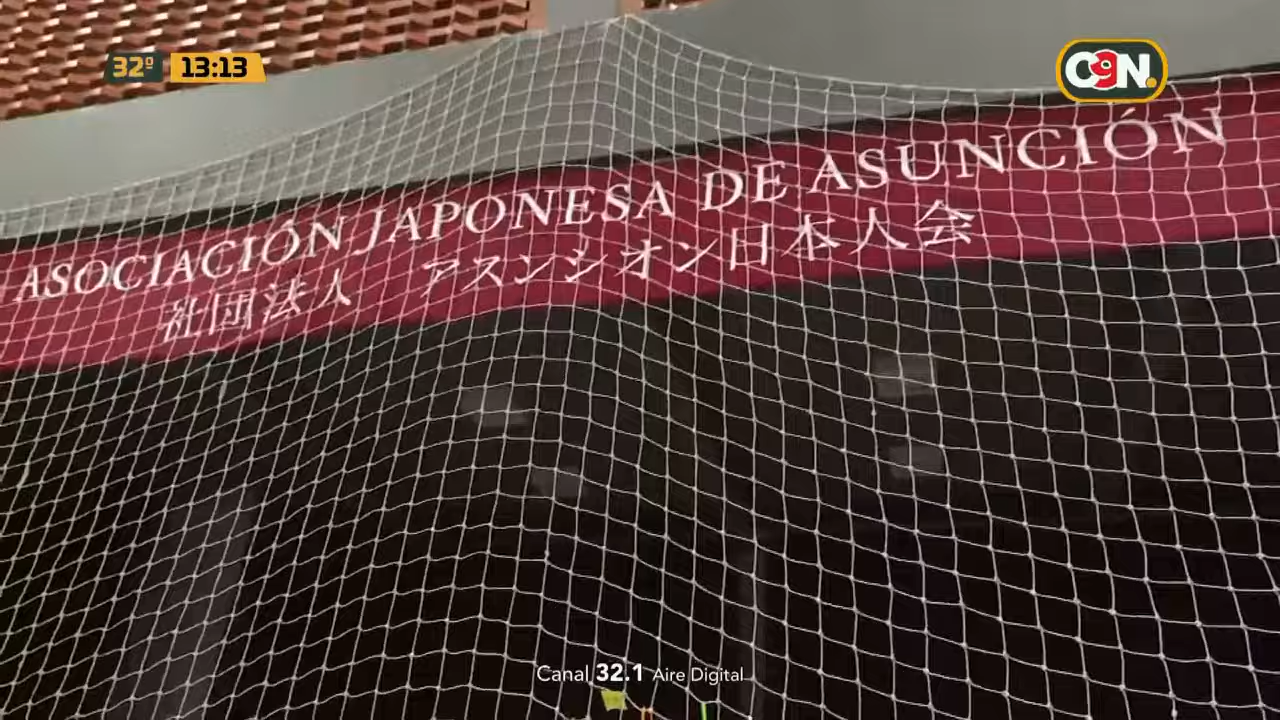 32º 13:13
C9N.
ASOCIACIÓN JAPONESA DE ASUNCIÓN
社団法人 アスンシオン日本人会
Canal 32.1 Aire Digital